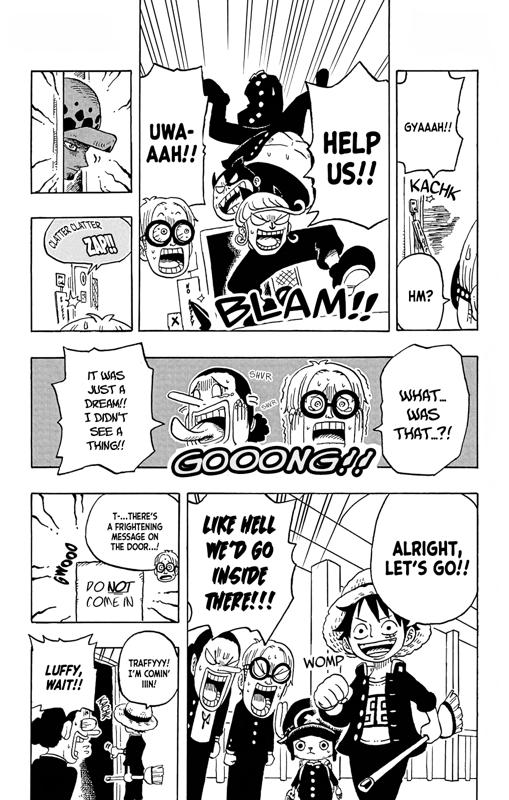 GYAAAH!!
KACHK
HM?
HELP
US!!
UWA-
AAH!!
BLAM!!
CLATTER CLATTER
ZAP!!
WHAT...
WAS
THAT...?!
SHVR
SHVR
GOOONG!!
IT WAS
JUST A
DREAM!!
I DIDN'T
SEE A
THING!!
ALRIGHT,
LET'S GO!!
WOMP
LIKE HELL
WE'D GO
INSIDE
THERE!!!
T-...THERE'S
A FRIGHTENING
MESSAGE ON
THE DOOR...!
GWOOO
DO NOT
COME IN
TRAFFYYY!
I'M COMIN'
IIIN!
LUFFY,
WAIT!!